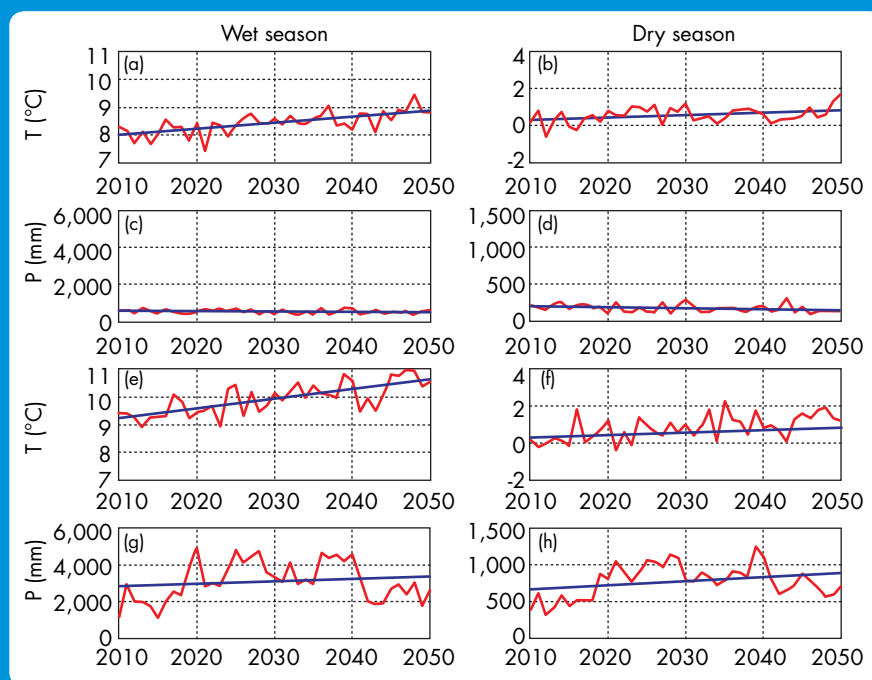 Wet season Dry season
11 (a) 4 (b)
10 2
T (°C) 9 0
8
7 -2
2010 2020 2030 2040 2050 2010 2020 2030 2040 2050
6,000 (c) 1,500 (d)
P (mm) 4,000 1,000
2,000 500
0 0
2010 2020 2030 2040 2050 2010 2020 2030 2040 2050
11 (e) 4 (f)
10 2
T (°C) 9 0
8
7 -2
2010 2020 2030 2040 2050 2010 2020 2030 2040 2050
6,000 (g) 1,500 (h)
P (mm) 4,000 1,000
2,000 500
0 0
2010 2020 2030 2040 2050 2010 2020 2030 2040 2050